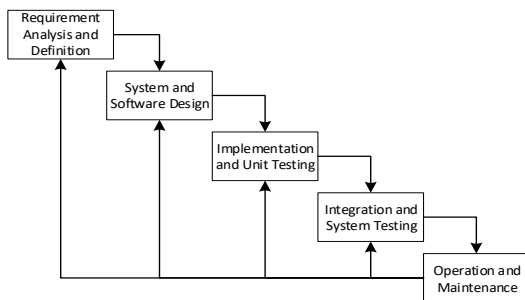 Requirement
Analysis and
Definition
System and
Software Design
Implementation
and Unit Testing
Integration and
System Testing
Operation and
Maintenance